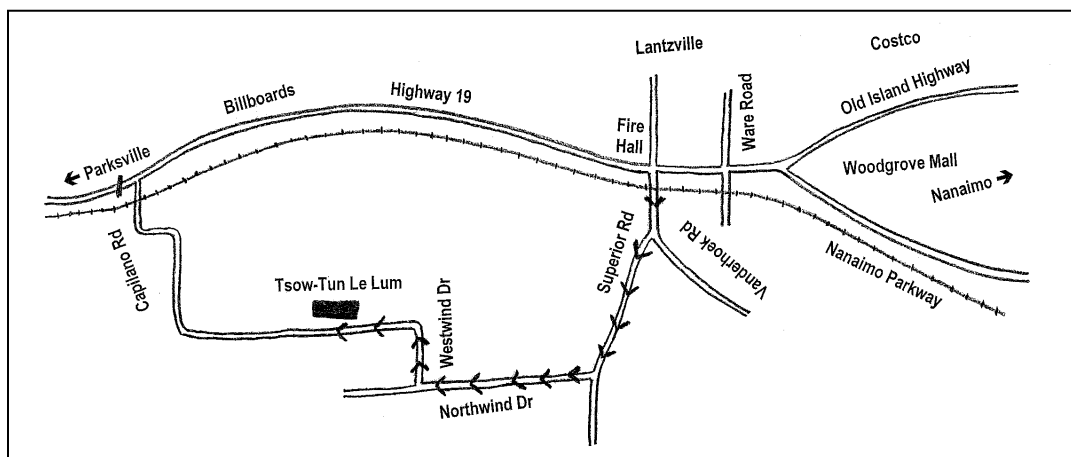 Lantzville
Costco
Old Island Highway
Billboards
Highway 19
Fire
Hall
Ware Road
Parksville
Woodgrove Mall
Nanaimo
Capilano Rd
Tsow-Tun Le Lum
Westwind Dr
Superior Rd
Vanderhoek Rd
Nanaimo Parkway
Northwind Dr